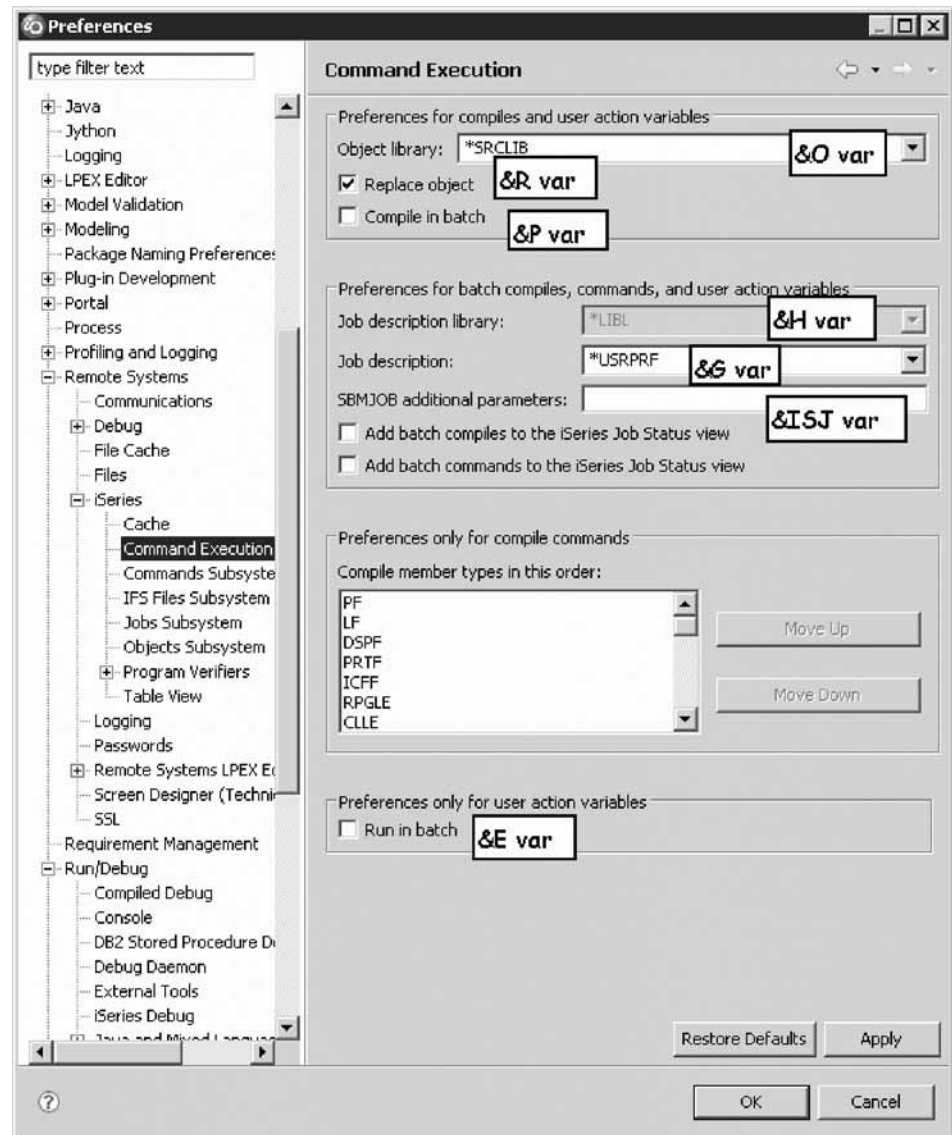 Preferences
type filter text
Java
Jython
Logging
LPEX Editor
Model Validation
Modeling
Package Naming Preferences
Plug-in Development
Portal
Process
Profiling and Logging
Remote Systems
Communications
Debug
File Cache
Files
iSeries
Cache
Command Execution
Commands Subsyste
IFS Files Subsystem
Jobs Subsystem
Objects Subsystem
Program Verifiers
Table View
Logging
Passwords
Remote Systems LPEX E
Screen Designer (Techni
SSL
Requirement Management
Run/Debug
Compiled Debug
Console
DB2 Stored Procedure D
Debug Daemon
External Tools
iSeries Debug
Java and Mixed Languag
Command Execution
Preferences for compiles and user action variables
Object library: *SRCLIB &O var
Replace object &R var
Compile in batch &P var
Preferences for batch compiles, commands, and user action variables
Job description library: *LIBL &H var
Job description: *USRPRF &G var
SBMJOB additional parameters: &ISJ var
Add batch compiles to the iSeries Job Status view
Add batch commands to the iSeries Job Status view
Preferences only for compile commands
Compile member types in this order:
PF
LF
DSPF
PRTF
ICFF
RPGLE
CLLE
Move Up
Move Down
Preferences only for user action variables
Run in batch &E var
Restore Defaults Apply
? OK Cancel